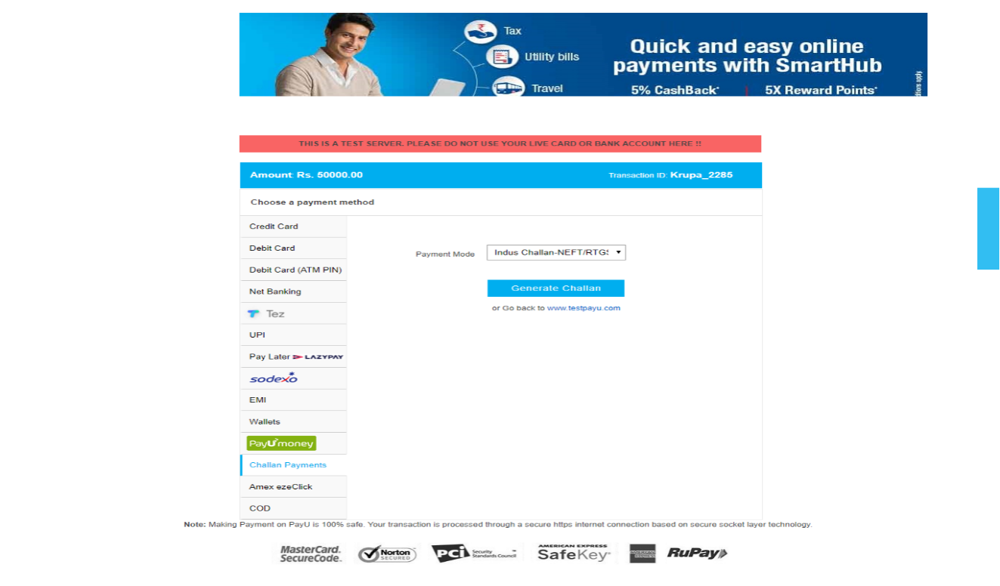 Tax
Utility bills
Travel
Quick and easy online
payments with SmartHub
5% CashBack* | 5X Reward Points*
apply
THIS IS A TEST SERVER. PLEASE DO NOT USE YOUR LIVE CARD OR BANK ACCOUNT HERE !!
Amount: Rs. 50000.00
Transaction ID: Krupa_2285
Choose a payment method
Credit Card
Debit Card
Debit Card (ATM PIN)
Net Banking
Tez
UPI
Pay Later LAZYPAY
sodexo
EMI
Wallets
PayUmoney
Challan Payments
Amex ezeClick
COD
Payment Mode
Indus Challan-NEFT/RTGS
Generate Challan
or Go back to www.testpayu.com
Note: Making Payment on PayU is 100% safe. Your transaction is processed through a secure https internet connection based on secure socket layer technology.
MasterCard.
SecureCode.
Norton
SECURED
PCI Security
Standards Council
AMERICAN EXPRESS
SafeKey
AMERICAN
EXPRESS
RuPay